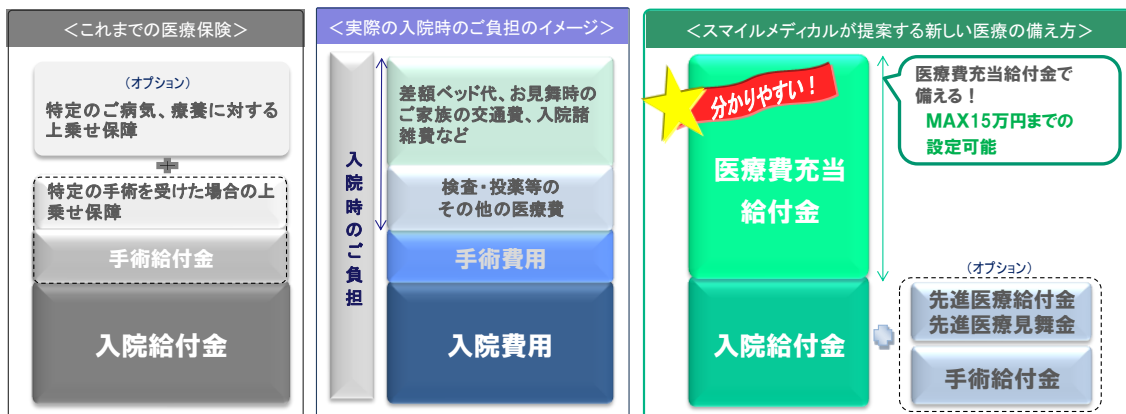 ＜これまでの医療保険＞
（オプション）
特定のご病気、療養に対する
上乗せ保障
特定の手術を受けた場合の上
乗せ保障
手術給付金
入院給付金
＜実際の入院時のご負担のイメージ＞
入院時のご負担
差額ベッド代、お見舞時の
ご家族の交通費、入院諸
雑費など
検査・投薬等の
その他の医療費
手術費用
入院費用
＜スマイルメディカルが提案する新しい医療の備え方＞
分かりやすい！
医療費充当
給付金
入院給付金
医療費充当給付金で
備える！
MAX15万円までの
設定可能
（オプション）
先進医療給付金
先進医療見舞金
手術給付金